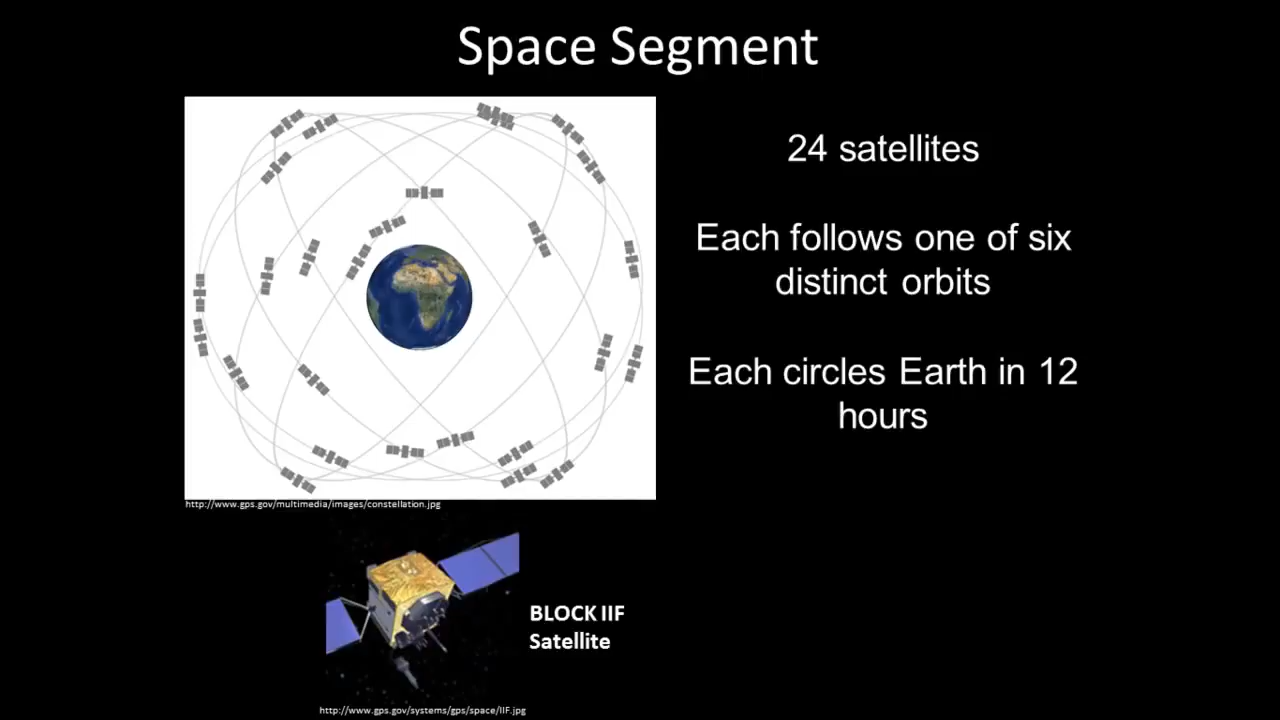 Space Segment
24 satellites
Each follows one of six
distinct orbits
Each circles Earth in 12
hours
http://www.gps.gov/multimedia/images/constellation.jpg
BLOCK IIF
Satellite
http://www.gps.gov/systems/gps/space/IIF.jpg